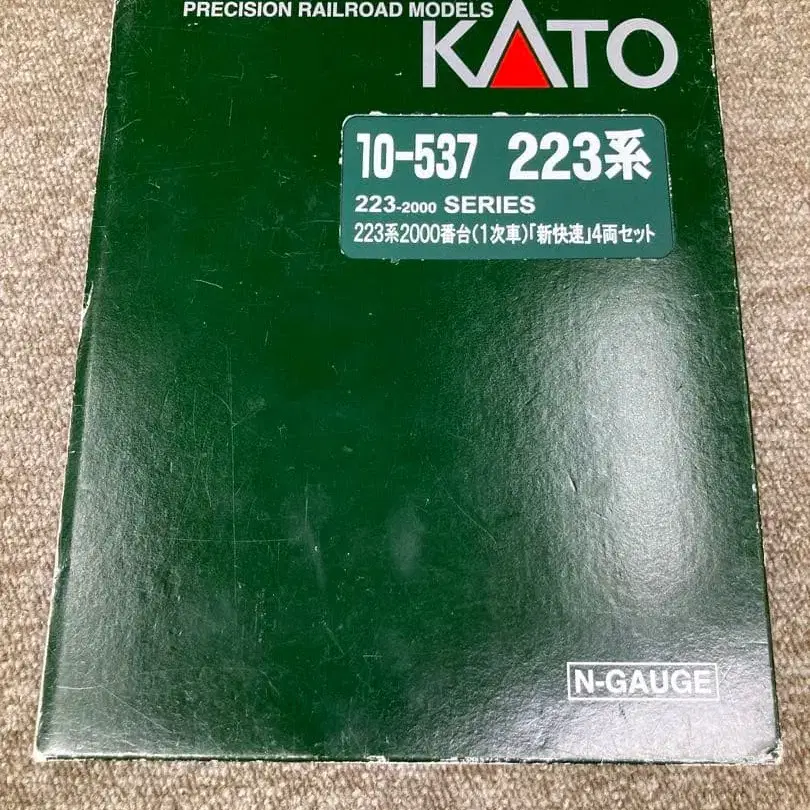 PRECISION RAILROAD MODELS
KATO
10-537 223系
223-2000 SERIES
223系2000番台(1次車)「新快速」4両セット
N-GAUGE